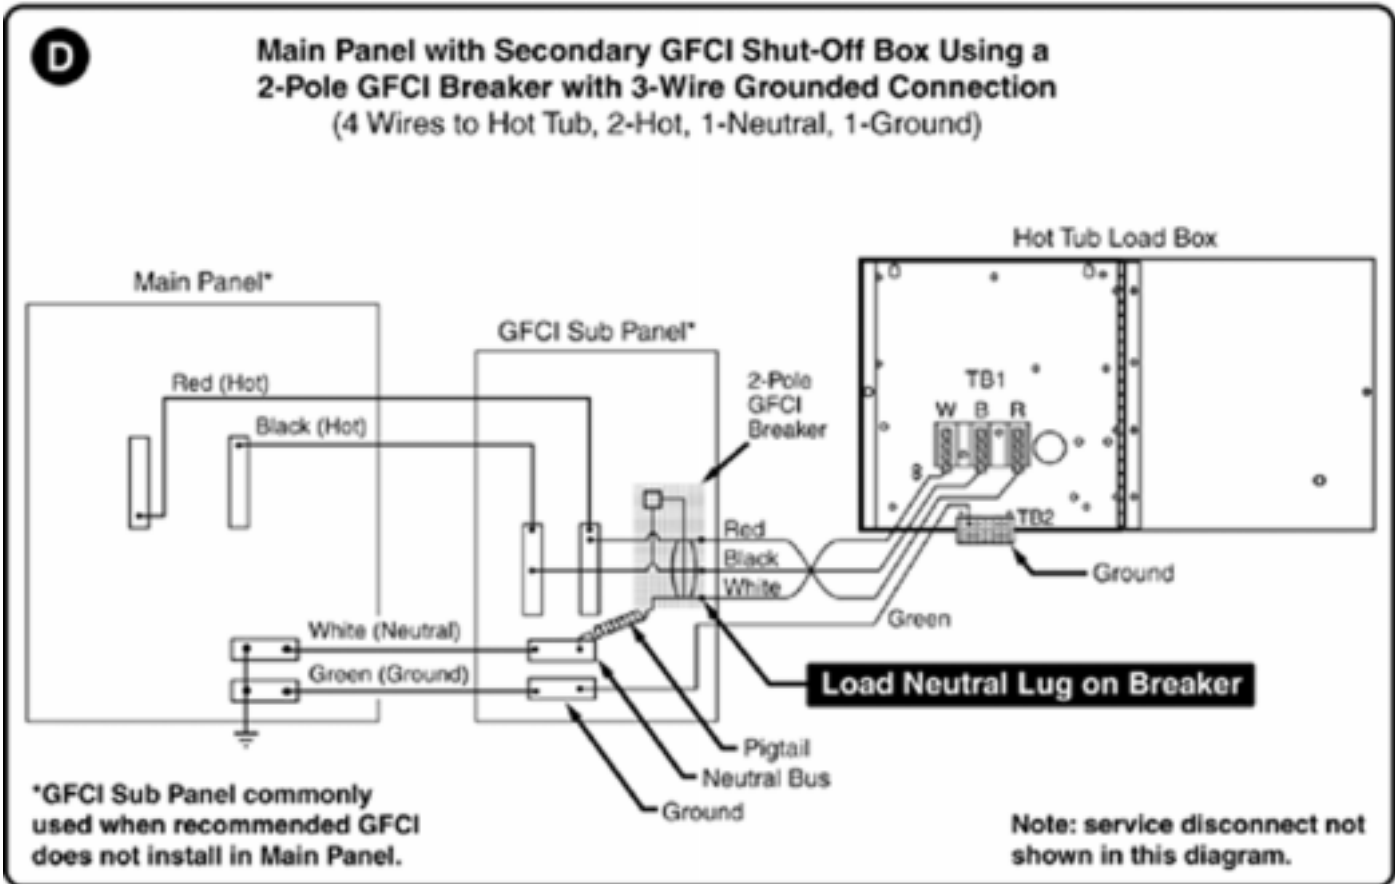 D
Main Panel with Secondary GFCI Shut-Off Box Using a
2-Pole GFCI Breaker with 3-Wire Grounded Connection
(4 Wires to Hot Tub, 2-Hot, 1-Neutral, 1-Ground)
Hot Tub Load Box
Main Panel*
GFCI Sub Panel*
Red (Hot)
Black (Hot)
2-Pole
GFCI
Breaker
TB1
W B R
TB2
Red
Black
White
Ground
Green
White (Neutral)
Green (Ground)
Load Neutral Lug on Breaker
Pigtail
Neutral Bus
Ground
*GFCI Sub Panel commonly
used when recommended GFCI
does not install in Main Panel.
Note: service disconnect not
shown in this diagram.